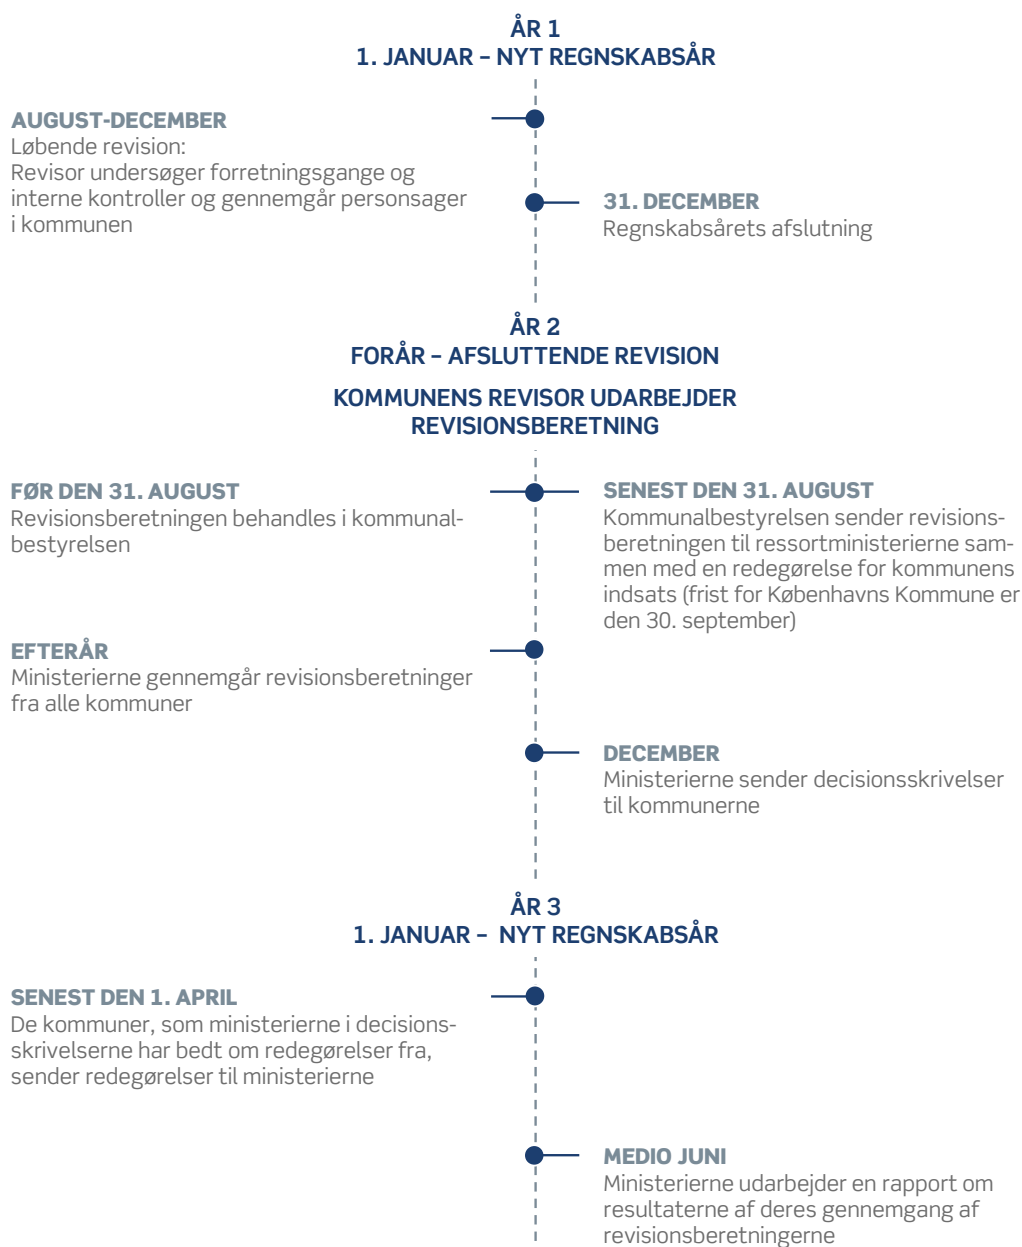 ÅR 1
1. JANUAR – NYT REGNSKABSÅR
AUGUST-DECEMBER
Løbende revision:
Revisor undersøger forretningsgange og
interne kontroller og gennemgår personsager
i kommunen
31. DECEMBER
Regnskabsårets afslutning
ÅR 2
FORÅR – AFSLUTTENDE REVISION
KOMMUNENS REVISOR UDARBEJDER
REVISIONSBERETNING
FØR DEN 31. AUGUST
Revisionsberetningen behandles i kommunal-
bestyrelsen
SENEST DEN 31. AUGUST
Kommunalbestyrelsen sender revisions-
beretningen til ressortministerierne sam-
men med en redegørelse for kommunens
indsats (frist for Københavns Kommune er
den 30. september)
EFTERÅR
Ministerierne gennemgår revisionsberetninger
fra alle kommuner
DECEMBER
Ministerierne sender decisionsskrivelser
til kommunerne
ÅR 3
1. JANUAR – NYT REGNSKABSÅR
SENEST DEN 1. APRIL
De kommuner, som ministerierne i decisions-
skrivelserne har bedt om redegørelser fra,
sender redegørelser til ministerierne
MEDIO JUNI
Ministerierne udarbejder en rapport om
resultaterne af deres gennemgang af
revisionsberetningerne